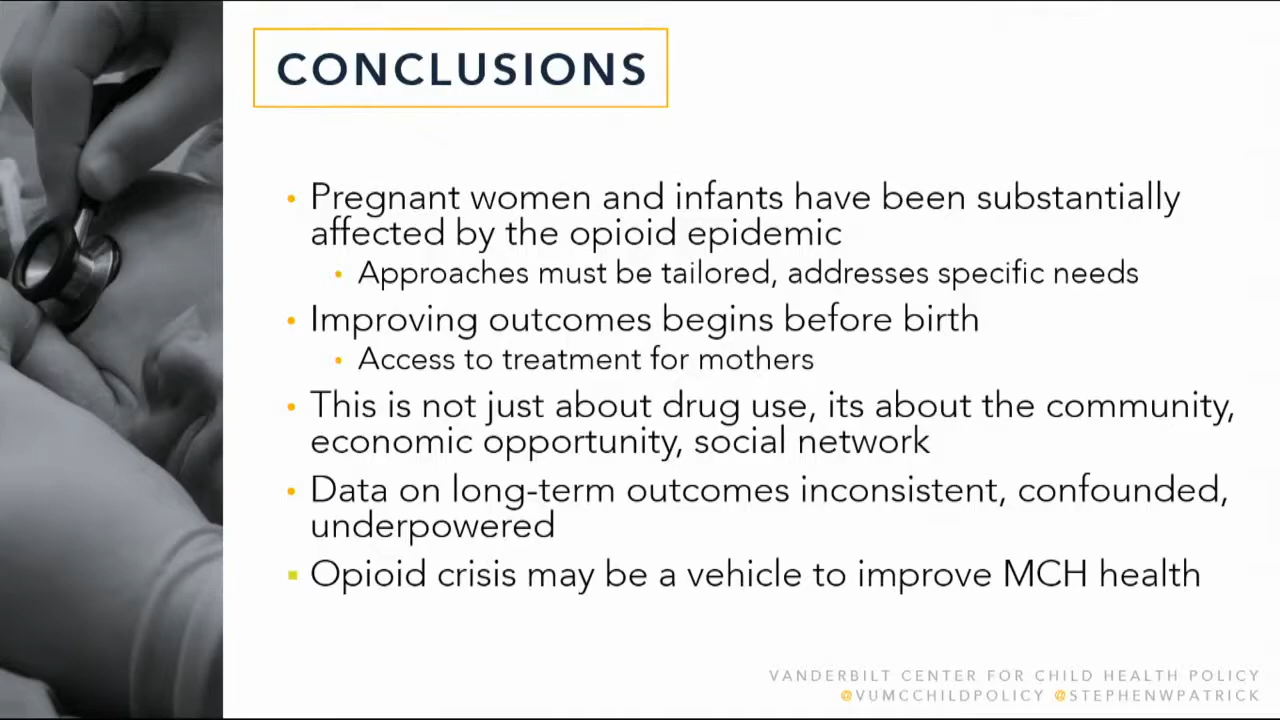 CONCLUSIONS
• Pregnant women and infants have been substantially
affected by the opioid epidemic
• Approaches must be tailored, addresses specific needs
• Improving outcomes begins before birth
• Access to treatment for mothers
• This is not just about drug use, its about the community,
economic opportunity, social network
• Data on long-term outcomes inconsistent, confounded,
underpowered
▪ Opioid crisis may be a vehicle to improve MCH health
VANDERBILT CENTER FOR CHILD HEALTH POLICY
@VUMCCHILDPOLICY @STEPHENWPATRICK